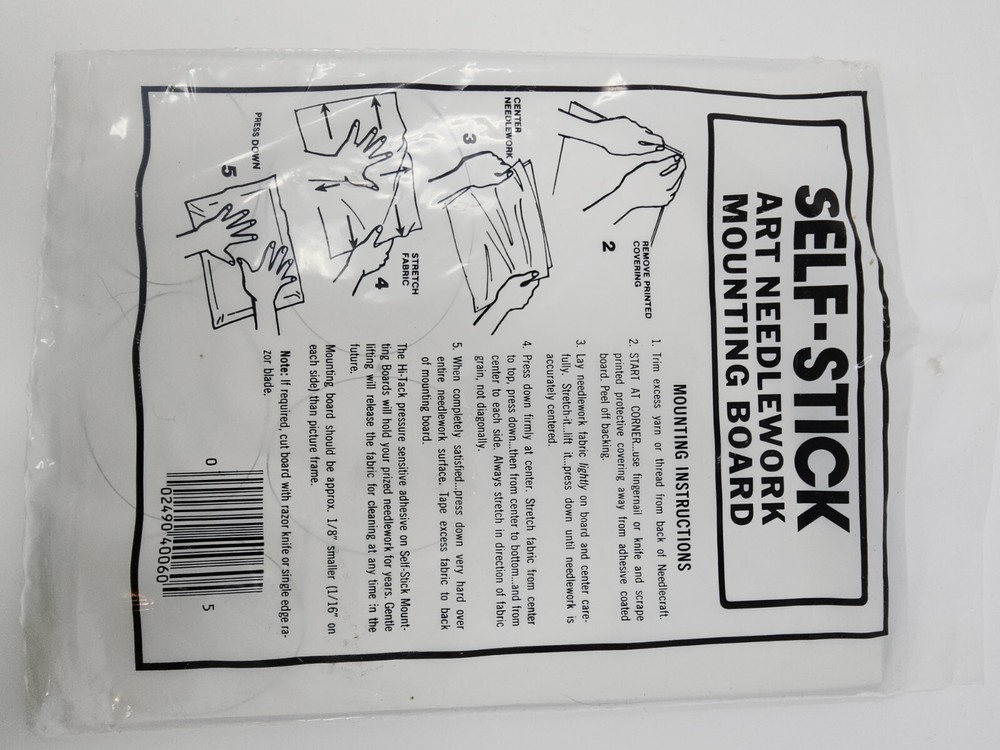 SELF-STICK
ART NEEDLEWORK
MOUNTING BOARD
MOUNTING INSTRUCTIONS
1. Trim excess yarn or thread from back of Needlecraft.
2. START AT CORNER...use fingernail or knife and scrape
printed protective covering away from adhesive coated
board. Peel off backing.
3. Lay needlework fabric lightly on board and center care-
fully. Stretch-it...lift it...press down until needlework is
accurately centered.
4. Press down firmly at center. Stretch fabric from center
to top, press down...then from center to bottom...and from
center to each side. Always stretch in direction of fabric
grain, not diagonally.
5. When completely satisfied...press down very hard over
entire needlework surface. Tape excess fabric to back
of mounting board.
The Hi-Tack pressure sensitive adhesive on Self-Stick Mount-
ting Boards will hold your prized needlework for years. Gentle
lifting will release the fabric for cleaning at any time in the
future.
Mounting board should be approx. 1/8" smaller (1/16" on
each side) than picture frame.
Note: If required, cut board with razor knife or single edge ra-
zor blade.
REMOVE PRINTED
COVERING
2
CENTER
NEEDLEWORK
3
STRETCH
FABRIC
4
PRESS DOWN
5
0 02490 40060 5